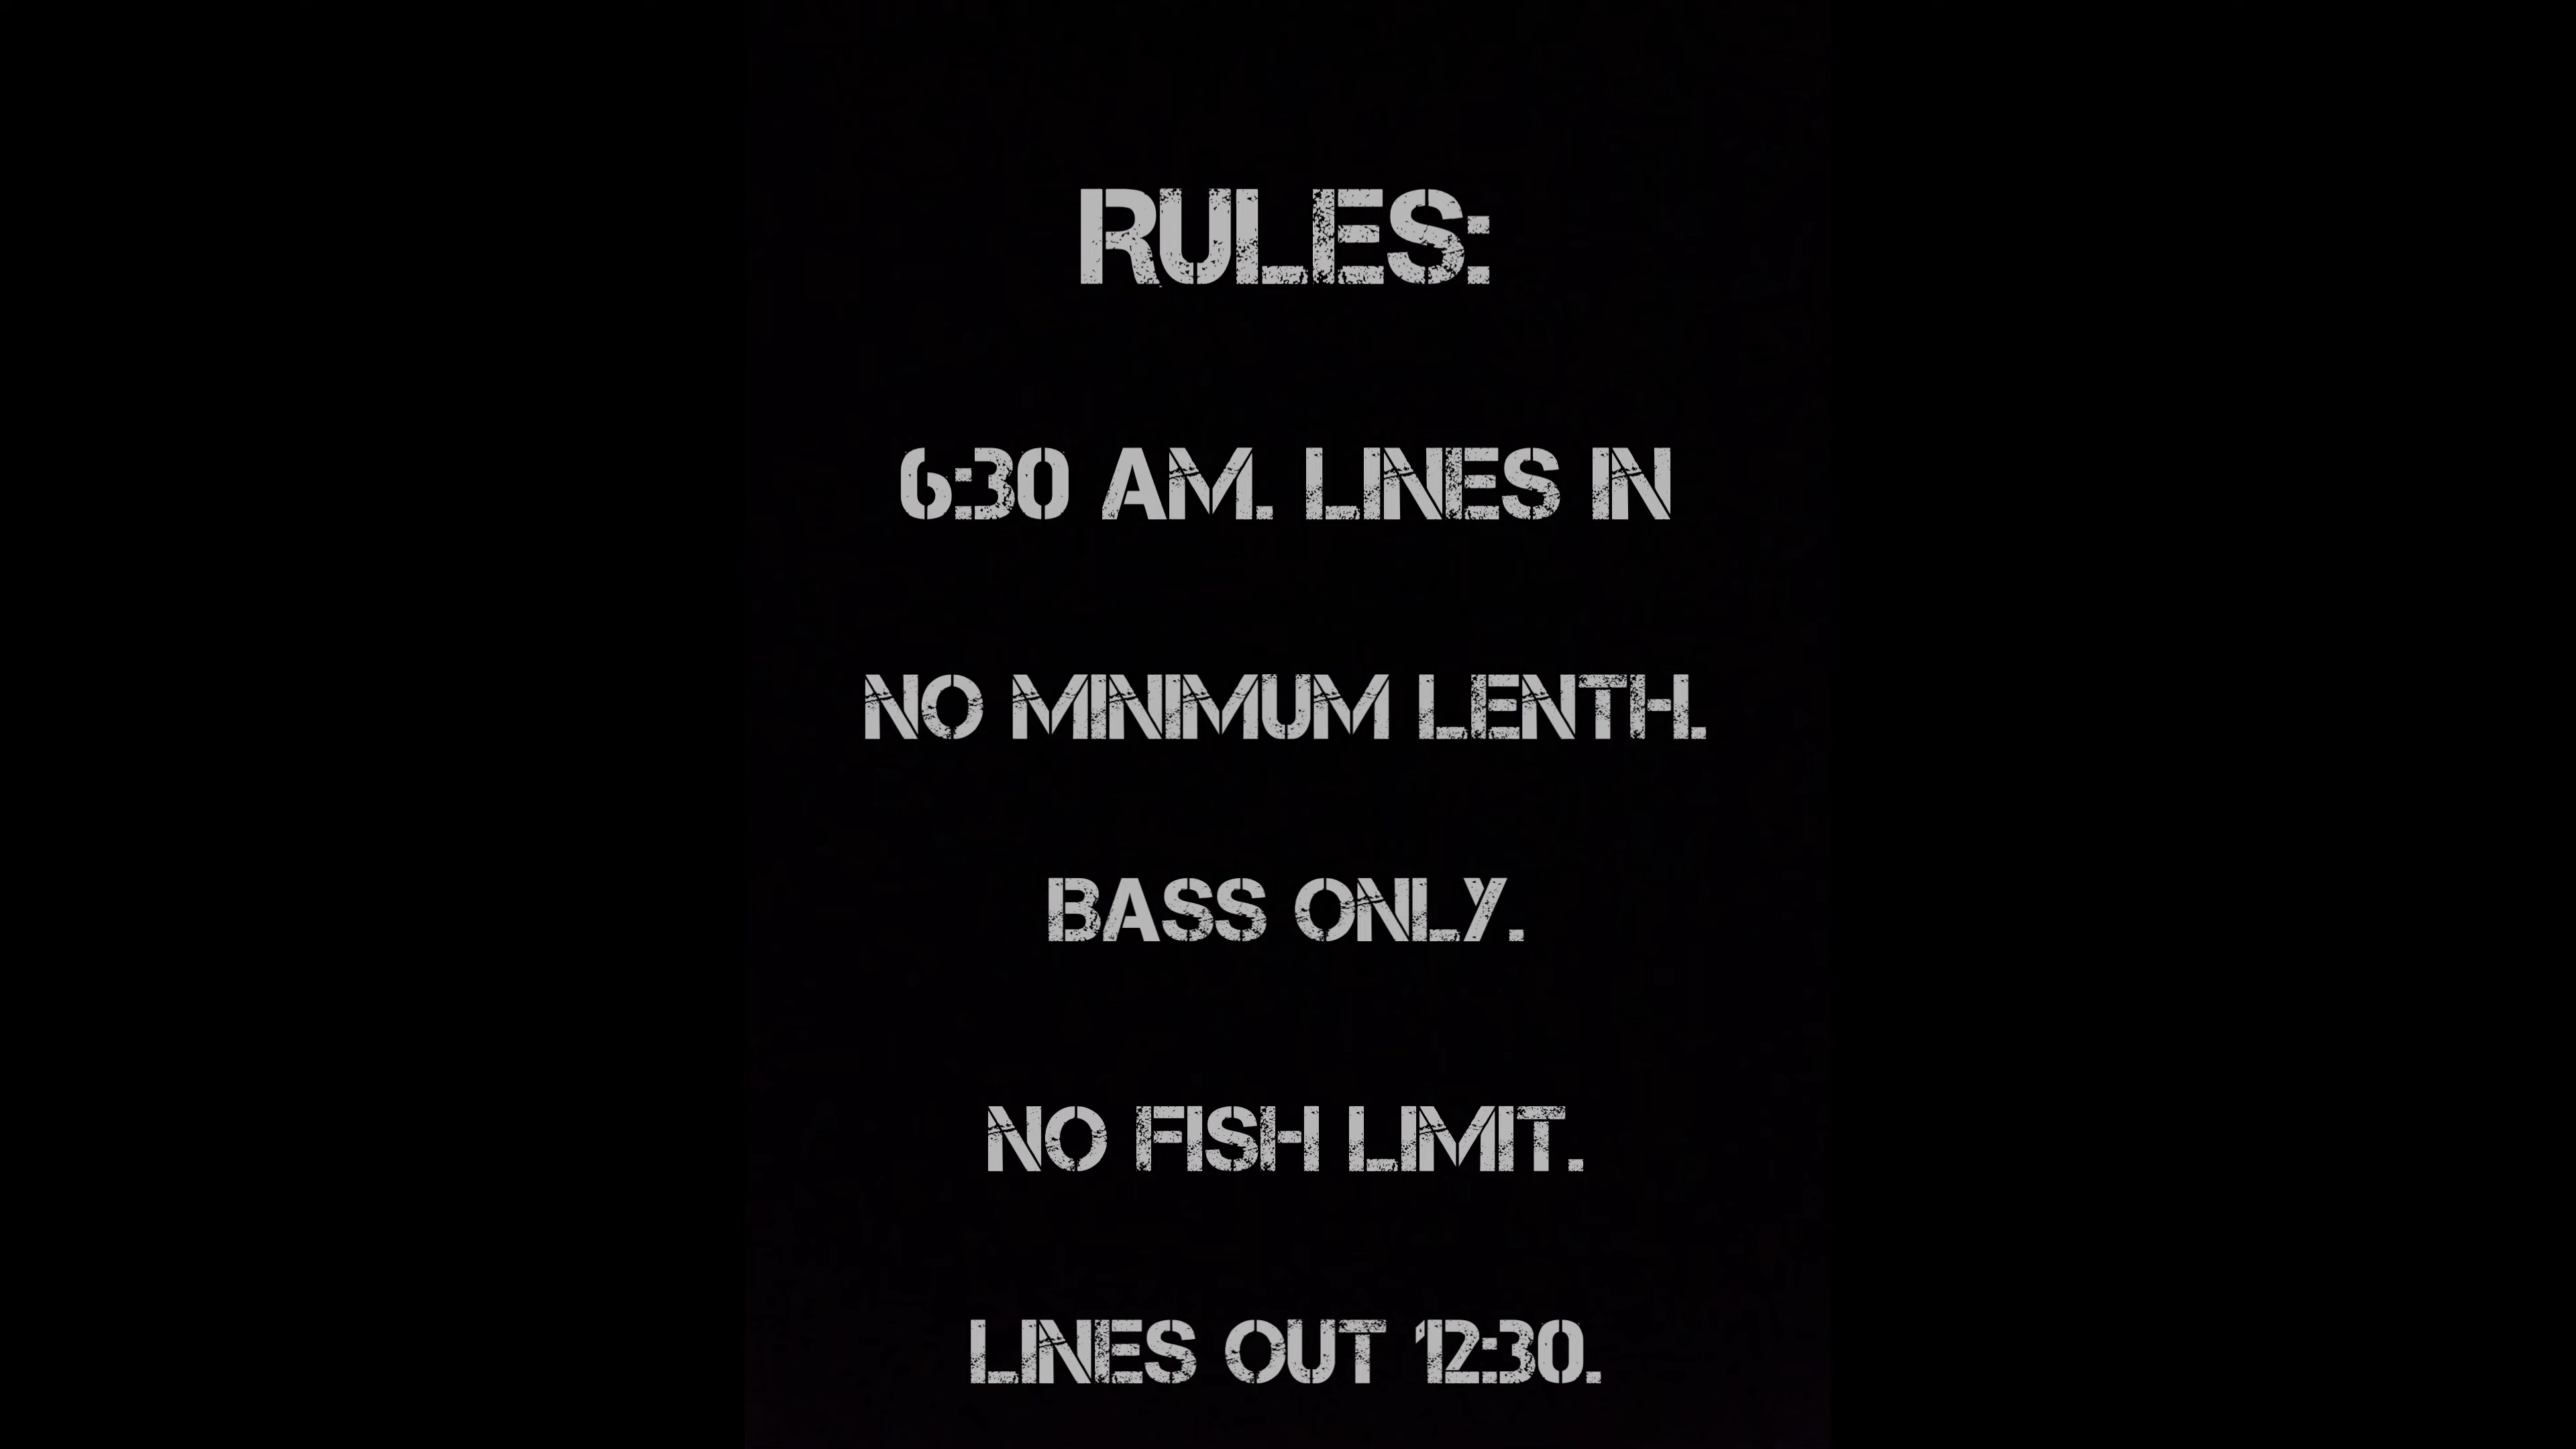 RULES:
6:30 AM. LINES IN
NO MINIMUM LENTH.
BASS ONLY.
NO FISH LIMIT.
LINES OUT 12:30.